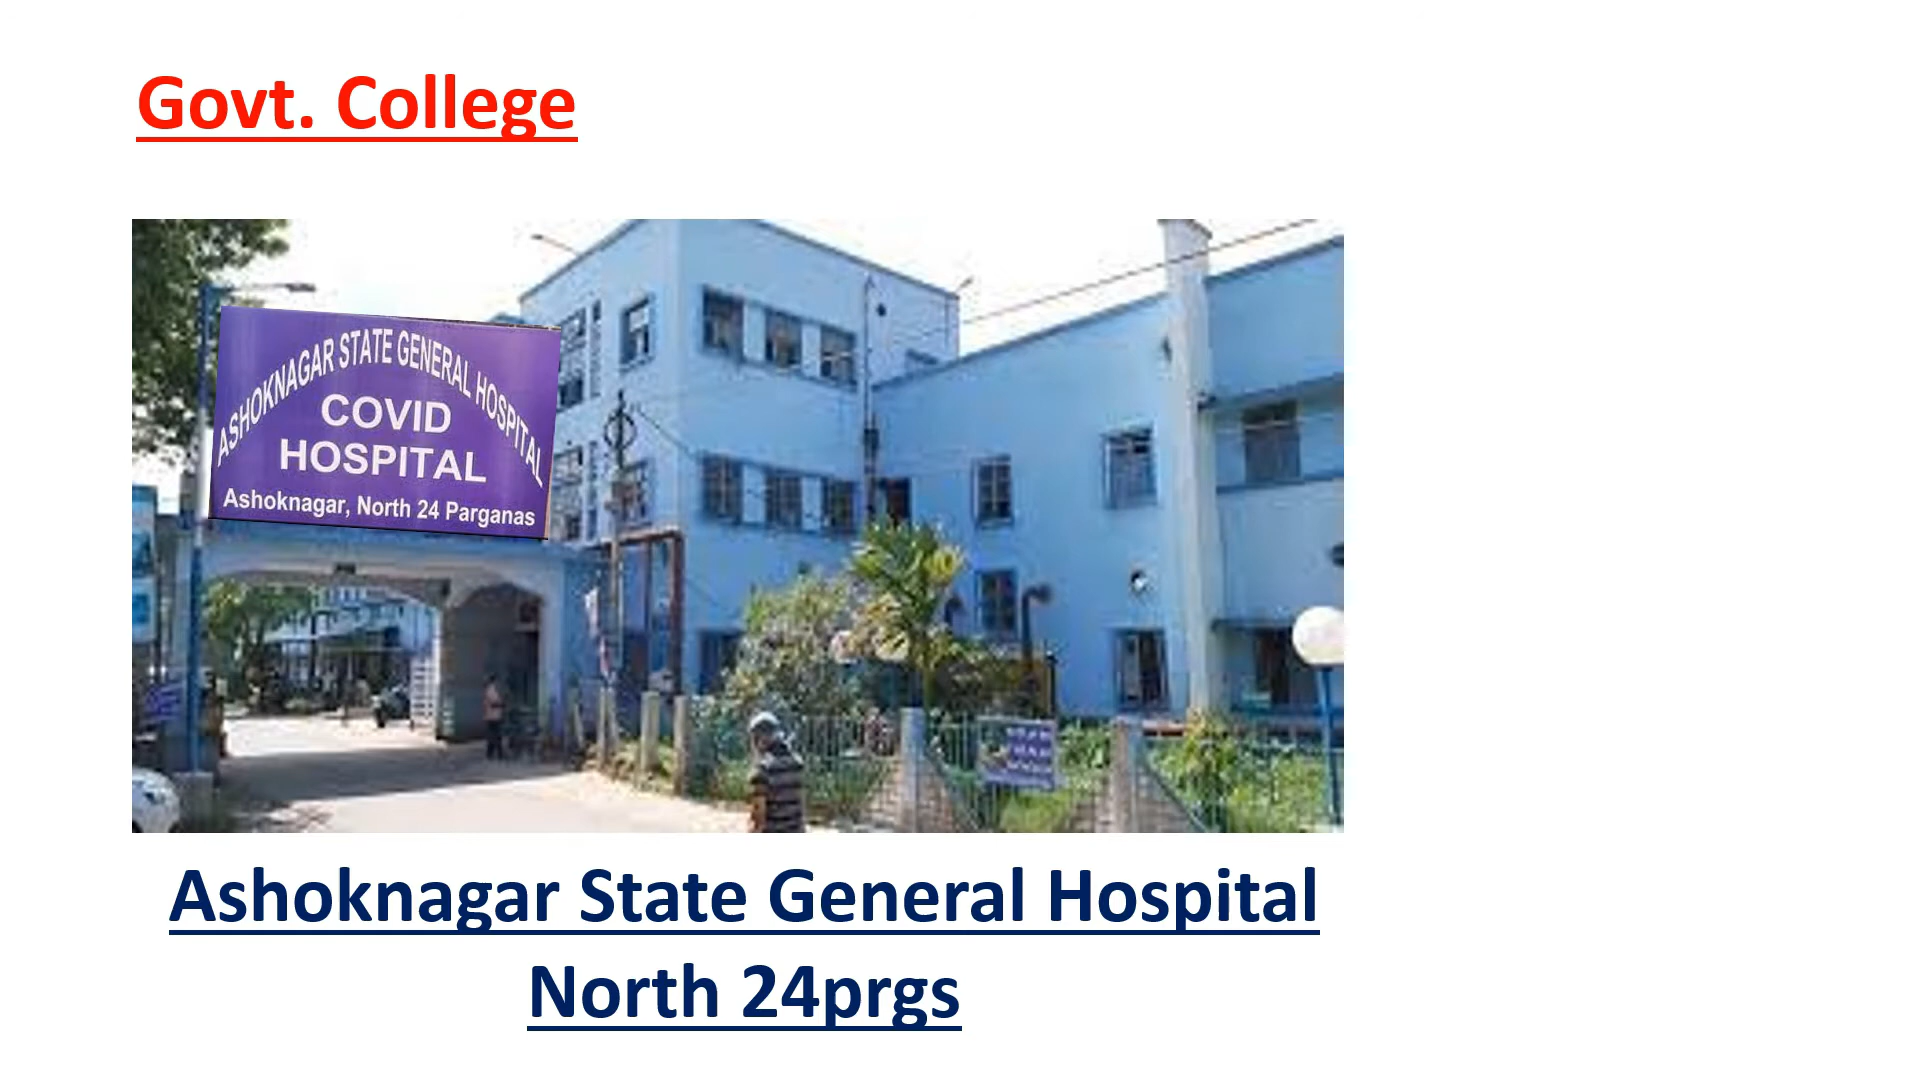 Govt. College
ASHOKNAGAR STATE GENERAL HOSPITAL
COVID
HOSPITAL
Ashoknagar, North 24 Parganas
Ashoknagar State General Hospital
North 24prgs